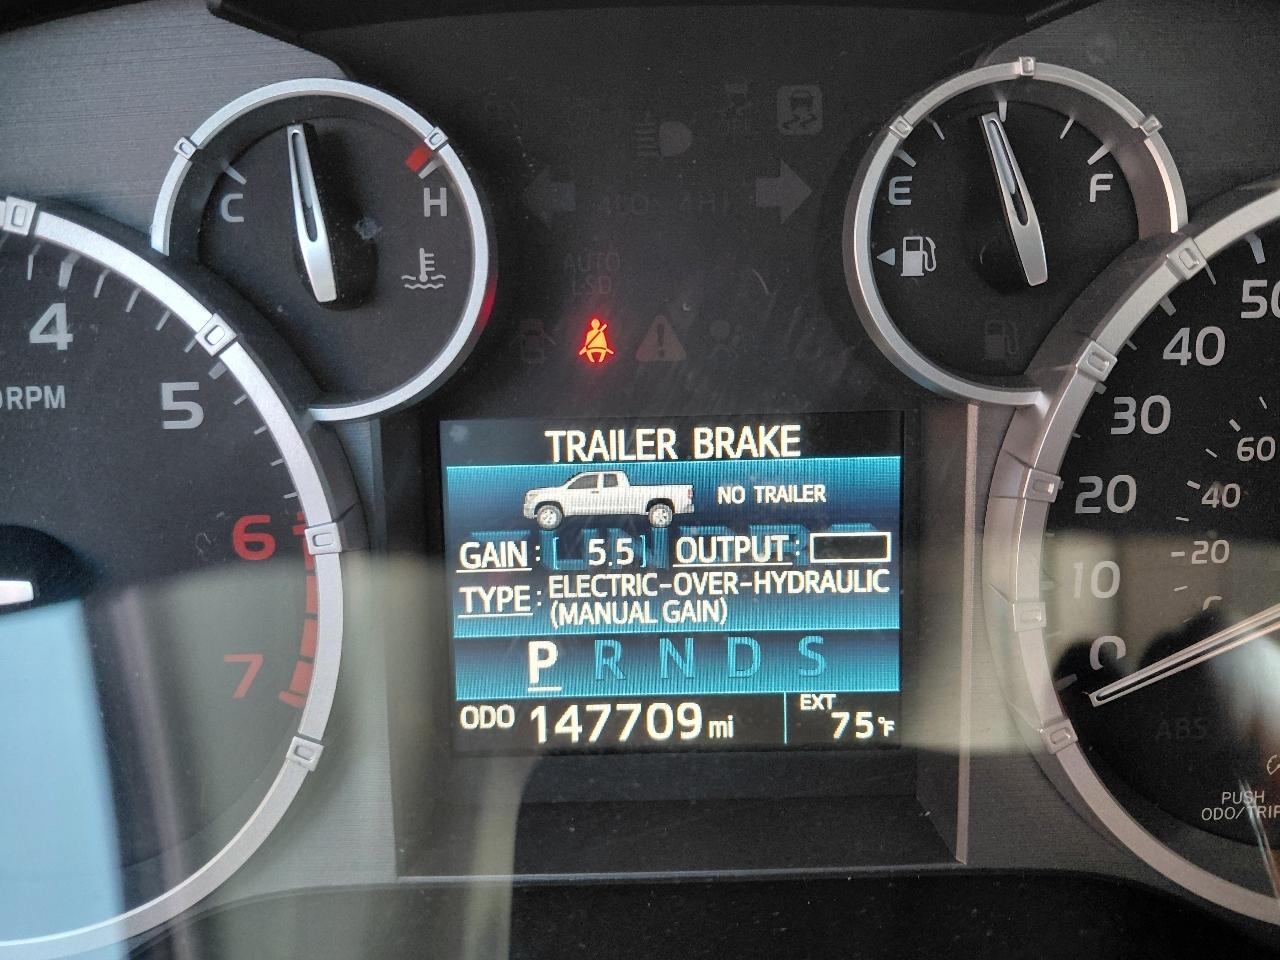 C
H
E
F
4
5
6
7
0RPM
AUTO
LSD
50
40
30
20
10
0
60
40
20
TRAILER BRAKE
NO TRAILER
GAIN : [ 5.5 ] OUTPUT :
TYPE : ELECTRIC-OVER-HYDRAULIC
(MANUAL GAIN)
P R N D S
ODO 147709 mi
EXT
75°F
ABS
PUSH
ODO/TRIP